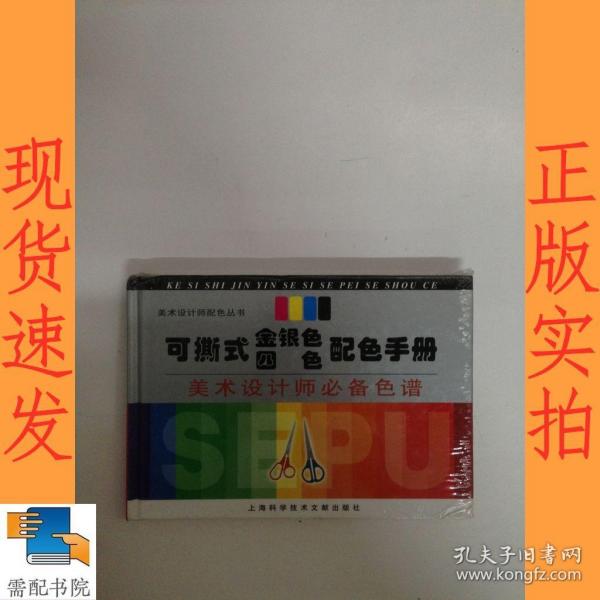 现货速发
正版实拍
KE SI SHI JIN YIN SE SI SE PEI SE SHOU CE
美术设计师配色丛书
可撕式金银色四色配色手册
美术设计师必备色谱
SEPU
上海科学技术文献出版社
需配书院
孔夫子旧书网
www.kongfz.com